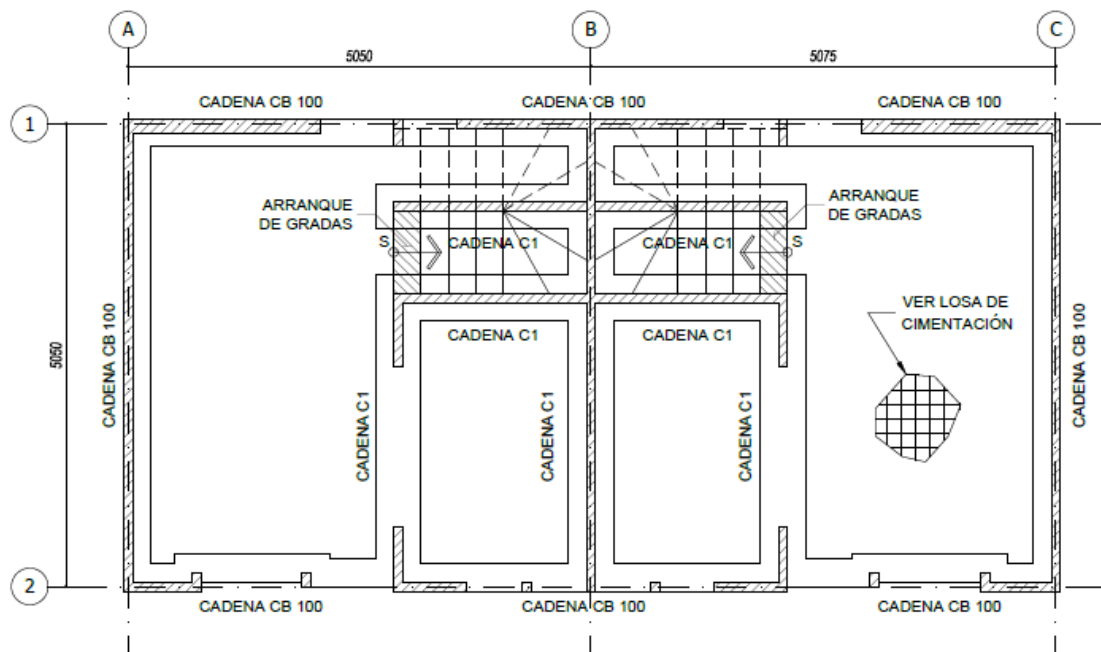 A
B
C
5050
5075
CADENA CB 100
CADENA CB 100
CADENA CB 100
1
ARRANQUE
DE GRADAS
ARRANQUE
DE GRADAS
S
CADENA C1
CADENA C1
S
CADENA CB 100
5050
CADENA C1
CADENA C1
VER LOSA DE
CIMENTACIÓN
CADENA CB 100
CADENA C1
CADENA C1
CADENA C1
2
CADENA CB 100
CADENA CB 100
CADENA CB 100